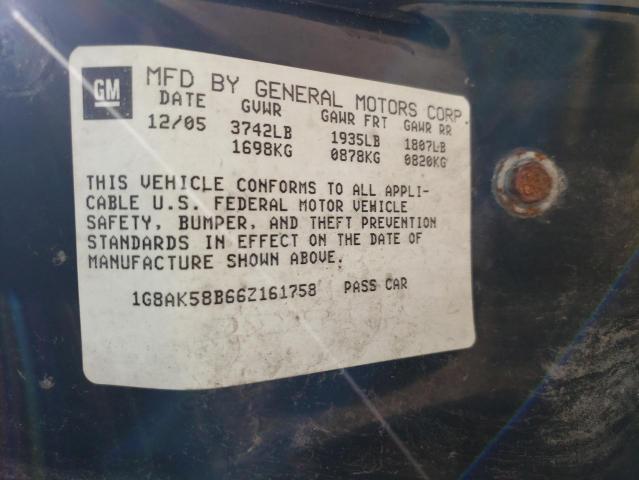 GM
MFD BY GENERAL MOTORS CORP.
DATE GVWR GAWR FRT GAWR RR
12/05 3742LB 1935LB 1807LB
1698KG 0878KG 0820KG
THIS VEHICLE CONFORMS TO ALL APPLI-
CABLE U.S. FEDERAL MOTOR VEHICLE
SAFETY, BUMPER, AND THEFT PREVENTION
STANDARDS IN EFFECT ON THE DATE OF
MANUFACTURE SHOWN ABOVE.
1G8AK58B66Z161758 PASS CAR